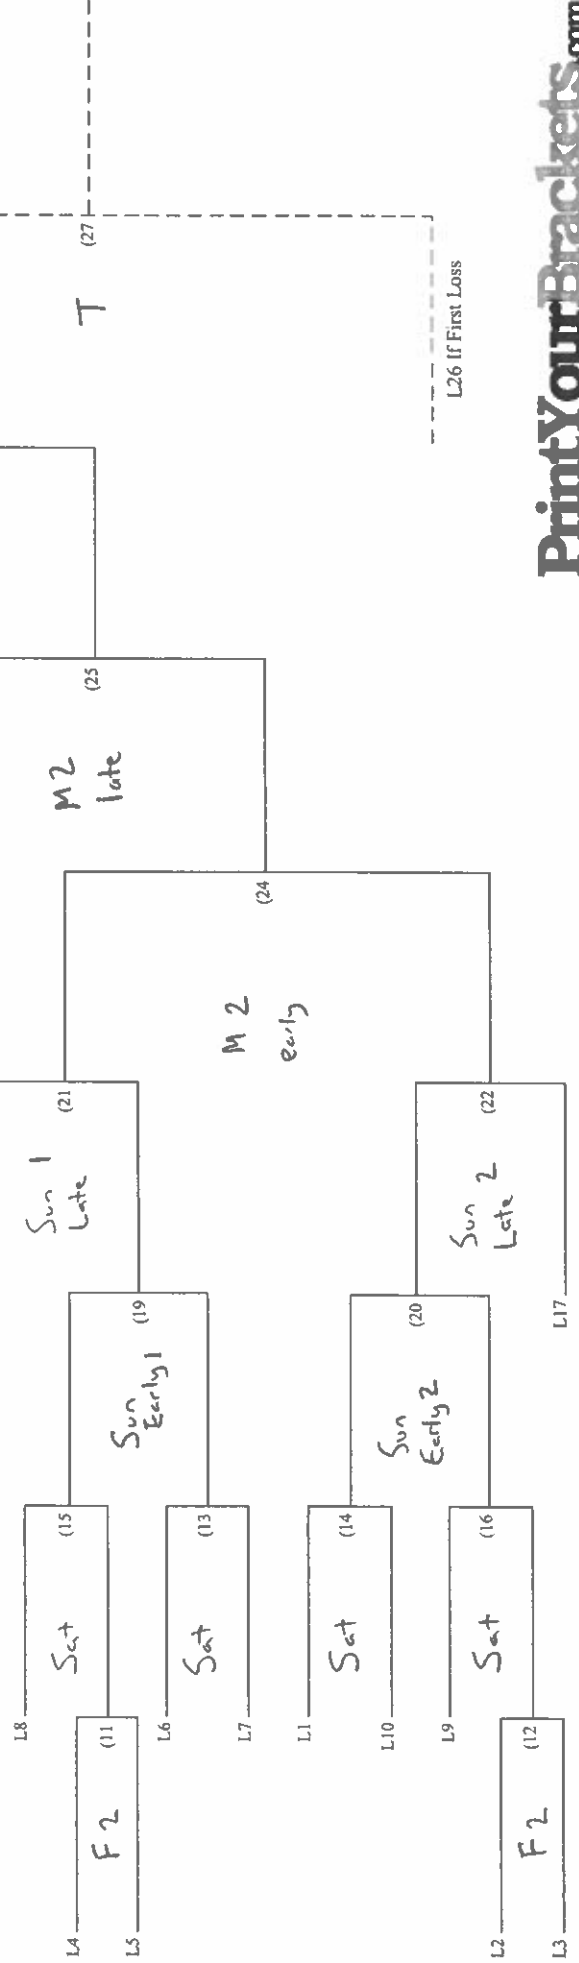 L4
L5
F 2
(11
L8
Sat
(15
L6
L7
Sat
(13
Sun
Early 1
(19
Sun 1
Late
(21
L1
L10
Sat
(14
L2
L3
F 2
(12
L9
Sat
(16
Sun
Early 2
(20
L17
Sun 2
Late
(22
M 2
early
(24
M 2
late
(25
T
(27
L26 If First Loss
PrintYourBrackets.com